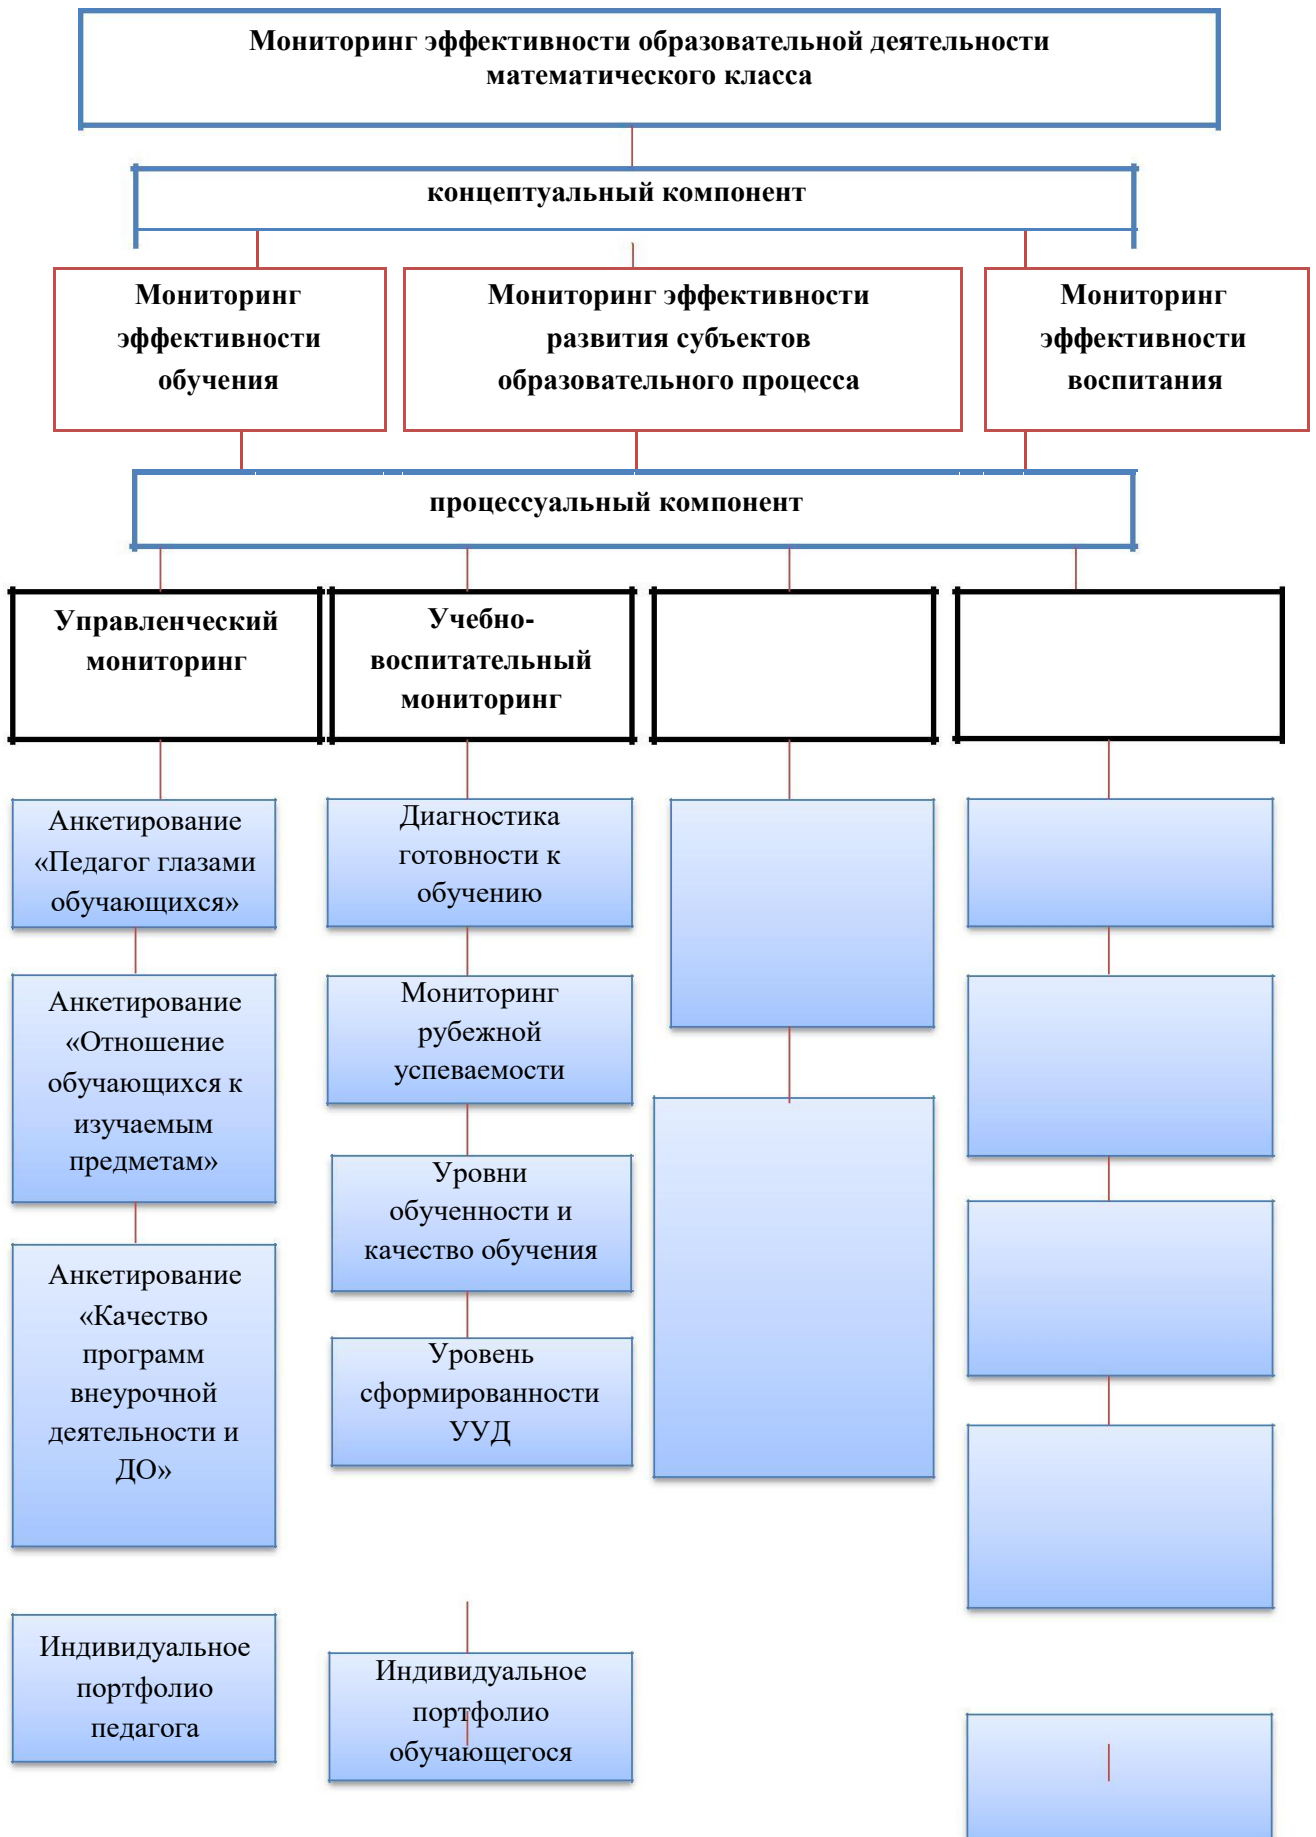 Мониторинг эффективности образовательной деятельности
математического класса
концептуальный компонент
Мониторинг
эффективности
обучения
Мониторинг эффективности
развития субъектов
образовательного процесса
Мониторинг
эффективности
воспитания
процессуальный компонент
Управленческий
мониторинг
Учебно-
воспитательный
мониторинг
Анкетирование
«Педагог глазами
обучающихся»
Анкетирование
«Отношение
обучающихся к
изучаемым
предметам»
Анкетирование
«Качество
программ
внеурочной
деятельности и
ДО»
Индивидуальное
портфолио
педагога
Диагностика
готовности к
обучению
Мониторинг
рубежной
успеваемости
Уровни
обученности и
качество обучения
Уровень
сформированности
УУД
Индивидуальное
портфолио
обучающегося